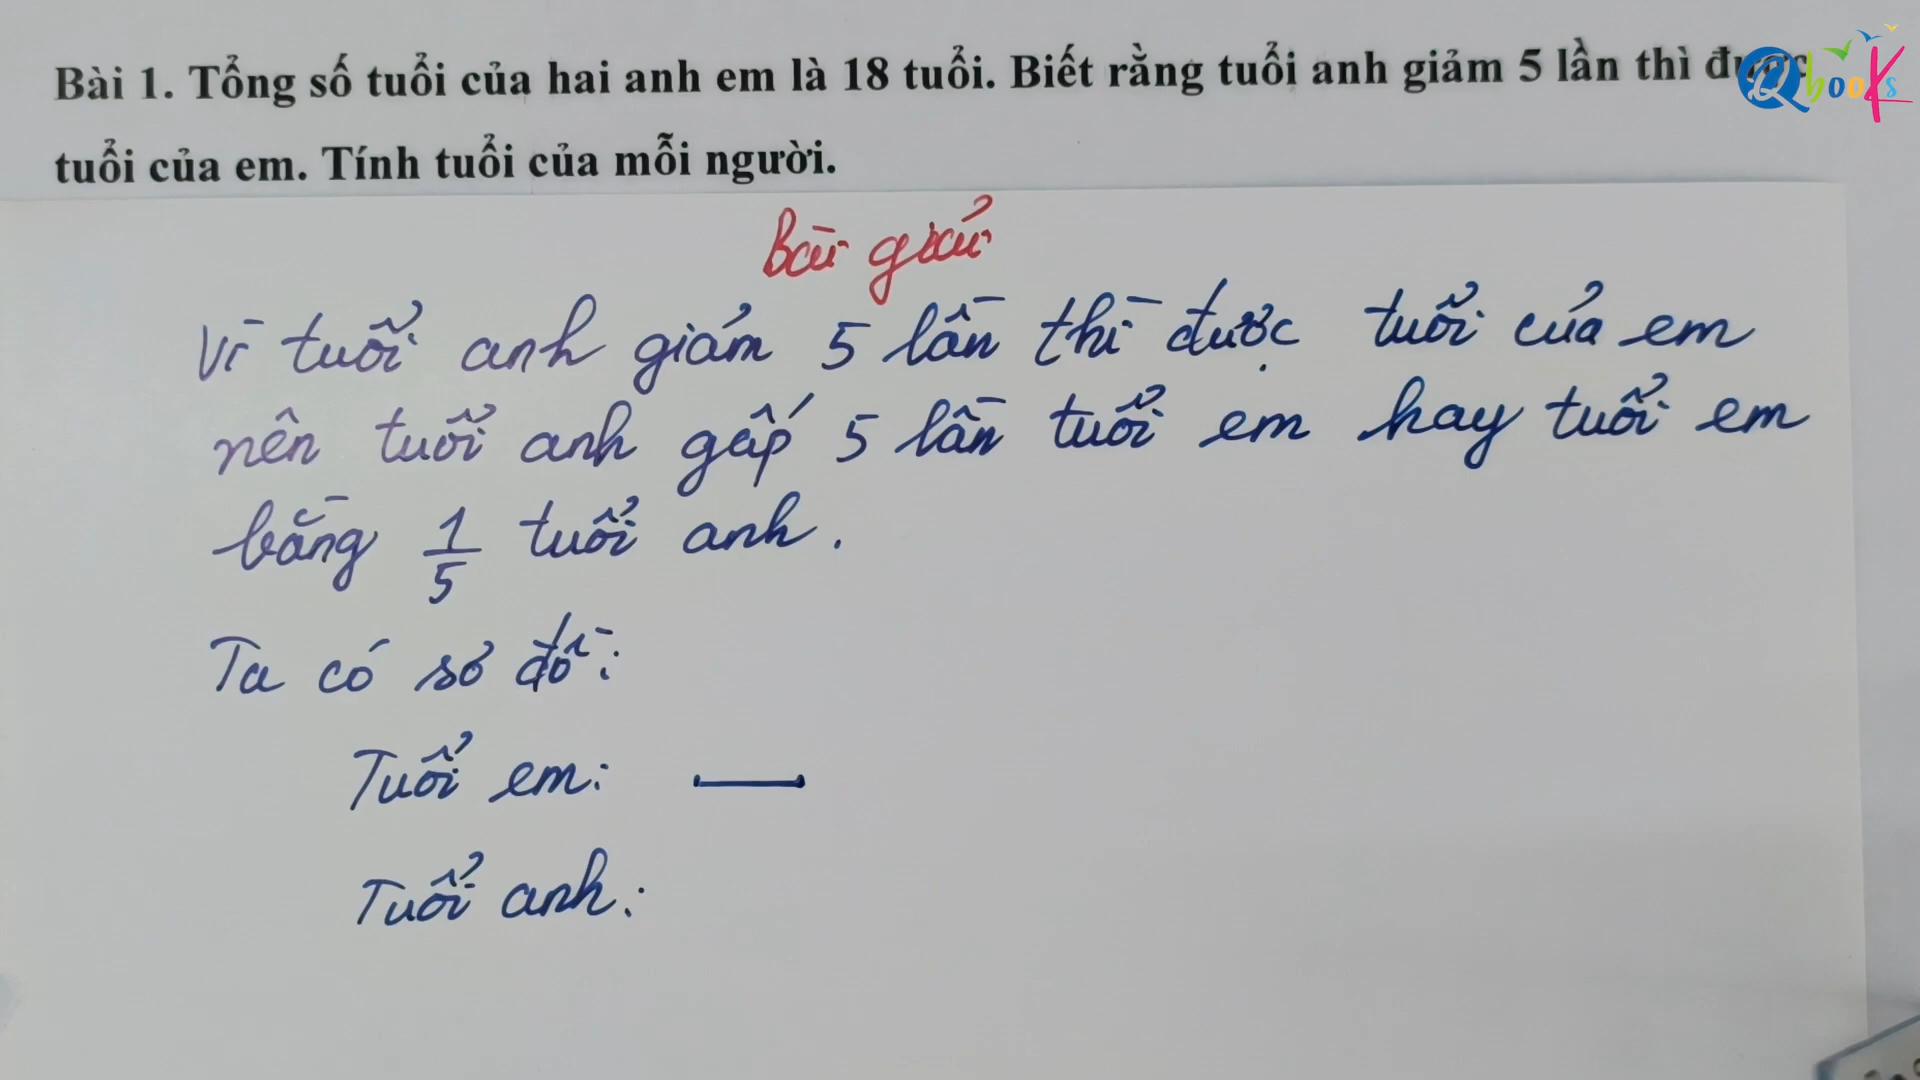 Bài 1. Tổng số tuổi của hai anh em là 18 tuổi. Biết rằng tuổi anh giảm 5 lần thì được
Qbooks
tuổi của em. Tính tuổi của mỗi người.
Bài giải
Vì tuổi anh giảm 5 lần thì được tuổi của em
nên tuổi anh gấp 5 lần tuổi em hay tuổi em
bằng 1/5 tuổi anh.
Ta có sơ đồ:
Tuổi em:
Tuổi anh: